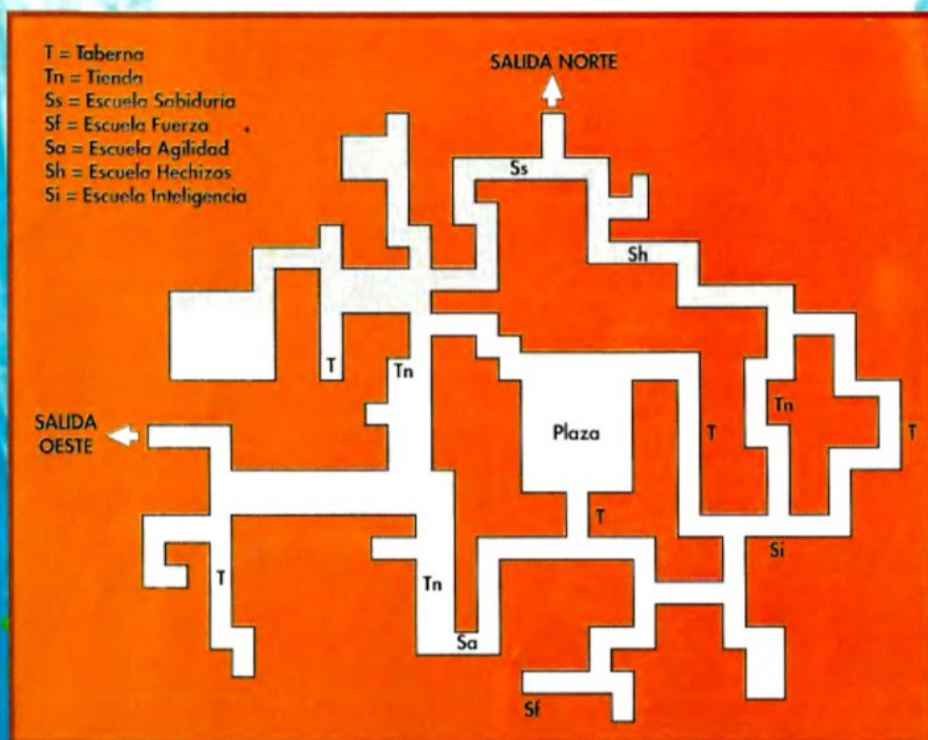 T = Taberna
Tn = Tienda
Ss = Escuela Sabiduría
Sf = Escuela Fuerza
Sa = Escuela Agilidad
Sh = Escuela Hechizos
Si = Escuela Inteligencia
SALIDA NORTE
Ss
Sh
T
Tn
Tn
SALIDA
OESTE
Plaza
T
T
T
Si
T
Tn
Sa
Sf